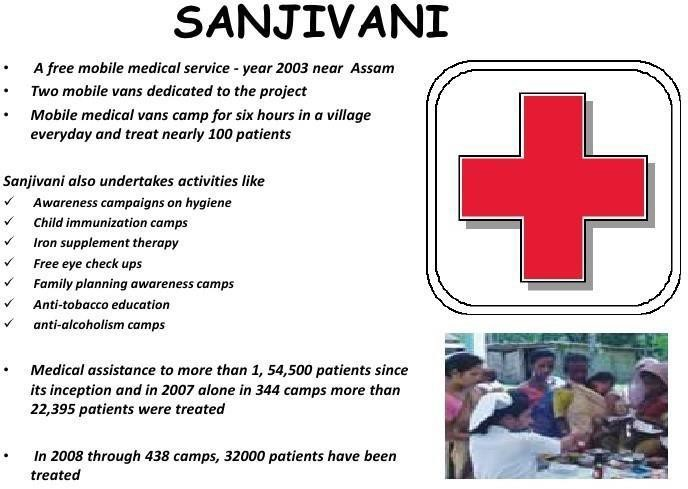 SANJIVANI
• A free mobile medical service - year 2003 near Assam
• Two mobile vans dedicated to the project
• Mobile medical vans camp for six hours in a village
everyday and treat nearly 100 patients
Sanjivani also undertakes activities like
✓ Awareness campaigns on hygiene
✓ Child immunization camps
✓ Iron supplement therapy
✓ Free eye check ups
✓ Family planning awareness camps
✓ Anti-tobacco education
✓ anti-alcoholism camps
• Medical assistance to more than 1, 54,500 patients since
its inception and in 2007 alone in 344 camps more than
22,395 patients were treated
• In 2008 through 438 camps, 32000 patients have been
treated